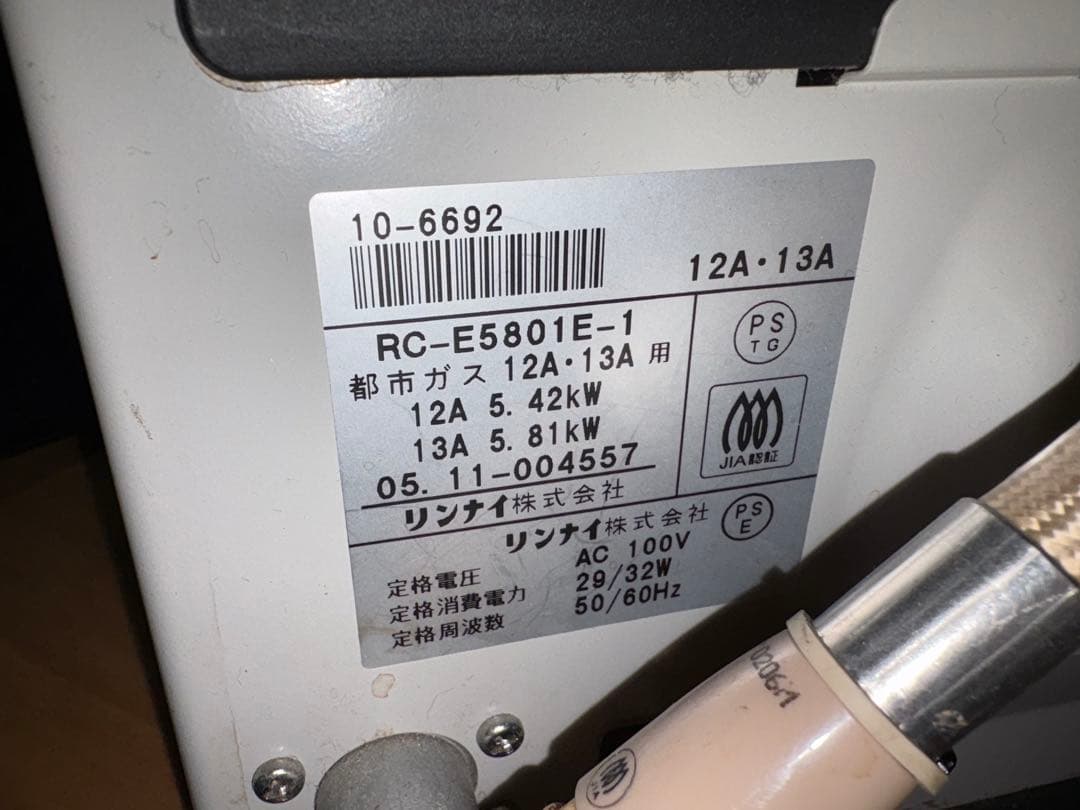 10-6692
12A・13A
RC-E5801E-1
都市ガス 12A・13A 用
12A 5.42kW
13A 5.81kW
05.11-004557
リンナイ株式会社
PS
TG
JIA認証
リンナイ株式会社
PS
E
定格電圧 AC 100V
定格消費電力 29/32W
定格周波数 50/60Hz
JIA